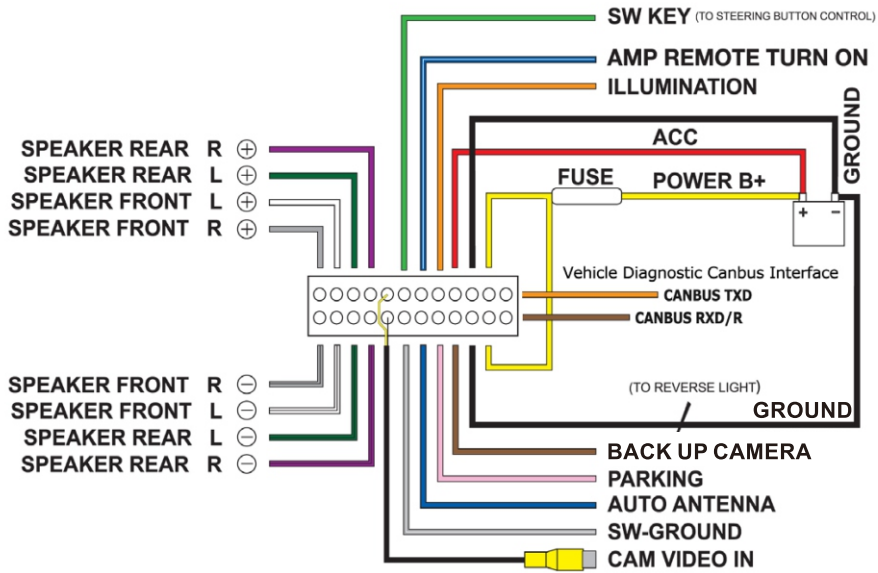 SW KEY (TO STEERING BUTTON CONTROL)
AMP REMOTE TURN ON
ILLUMINATION
GROUND
ACC
FUSE
POWER B+
+ −
SPEAKER REAR R +
SPEAKER REAR L +
SPEAKER FRONT L +
SPEAKER FRONT R +
Vehicle Diagnostic Canbus Interface
CANBUS TXD
CANBUS RXD/R
SPEAKER FRONT R −
SPEAKER FRONT L −
SPEAKER REAR L −
SPEAKER REAR R −
(TO REVERSE LIGHT)
GROUND
BACK UP CAMERA
PARKING
AUTO ANTENNA
SW-GROUND
CAM VIDEO IN